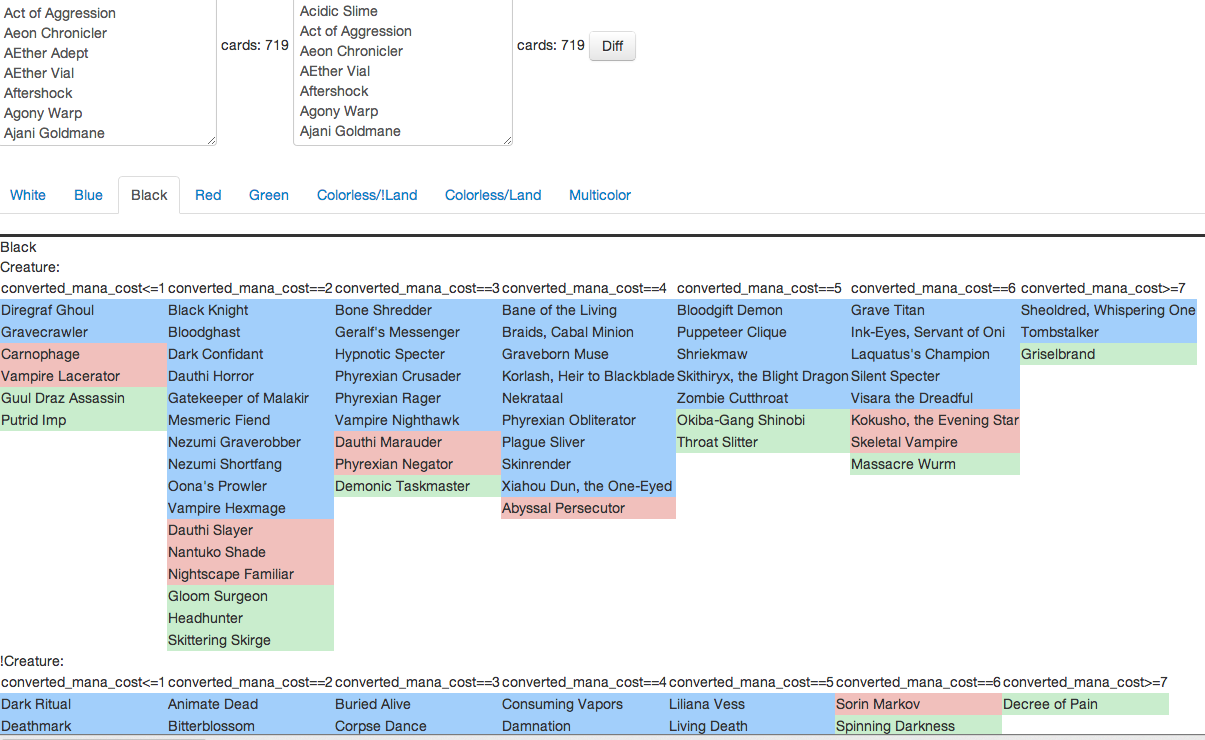 Act of Aggression
Aeon Chronicler
AEther Adept
AEther Vial
Aftershock
Agony Warp
Ajani Goldmane
cards: 719
Acidic Slime
Act of Aggression
Aeon Chronicler
AEther Vial
Aftershock
Agony Warp
Ajani Goldmane
cards: 719
Diff
White Blue Black Red Green Colorless/!Land Colorless/Land Multicolor
Black
Creature:
converted_mana_cost<=1 converted_mana_cost==2 converted_mana_cost==3 converted_mana_cost==4 converted_mana_cost==5 converted_mana_cost==6 converted_mana_cost>=7
Diregraf Ghoul Black Knight Bone Shredder Bane of the Living Bloodgift Demon Grave Titan Sheoldred, Whispering One
Gravecrawler Bloodghast Geralf's Messenger Braids, Cabal Minion Puppeteer Clique Ink-Eyes, Servant of Oni Tombstalker
Carnophage Dark Confidant Hypnotic Specter Graveborn Muse Shriekmaw Laquatus's Champion Griselbrand
Vampire Lacerator Dauthi Horror Phyrexian Crusader Korlash, Heir to Blackblade Skithiryx, the Blight Dragon Silent Specter
Guul Draz Assassin Gatekeeper of Malakir Phyrexian Rager Nekrataal Zombie Cutthroat Visara the Dreadful
Putrid Imp Mesmeric Fiend Vampire Nighthawk Phyrexian Obliterator Okiba-Gang Shinobi Kokusho, the Evening Star
Nezumi Graverobber Dauthi Marauder Plague Sliver Throat Slitter Skeletal Vampire
Nezumi Shortfang Phyrexian Negator Skinrender Massacre Wurm
Oona's Prowler Demonic Taskmaster Xiahou Dun, the One-Eyed
Vampire Hexmage Abyssal Persecutor
Dauthi Slayer
Nantuko Shade
Nightscape Familiar
Gloom Surgeon
Headhunter
Skittering Skirge
!Creature:
converted_mana_cost<=1 converted_mana_cost==2 converted_mana_cost==3 converted_mana_cost==4 converted_mana_cost==5 converted_mana_cost==6 converted_mana_cost>=7
Dark Ritual Animate Dead Buried Alive Consuming Vapors Liliana Vess Sorin Markov Decree of Pain
Deathmark Bitterblossom Corpse Dance Damnation Living Death Spinning Darkness